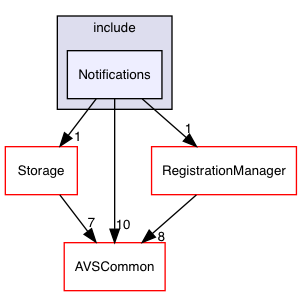 include
Notifications
1
1
Storage
RegistrationManager
7
10
8
AVSCommon